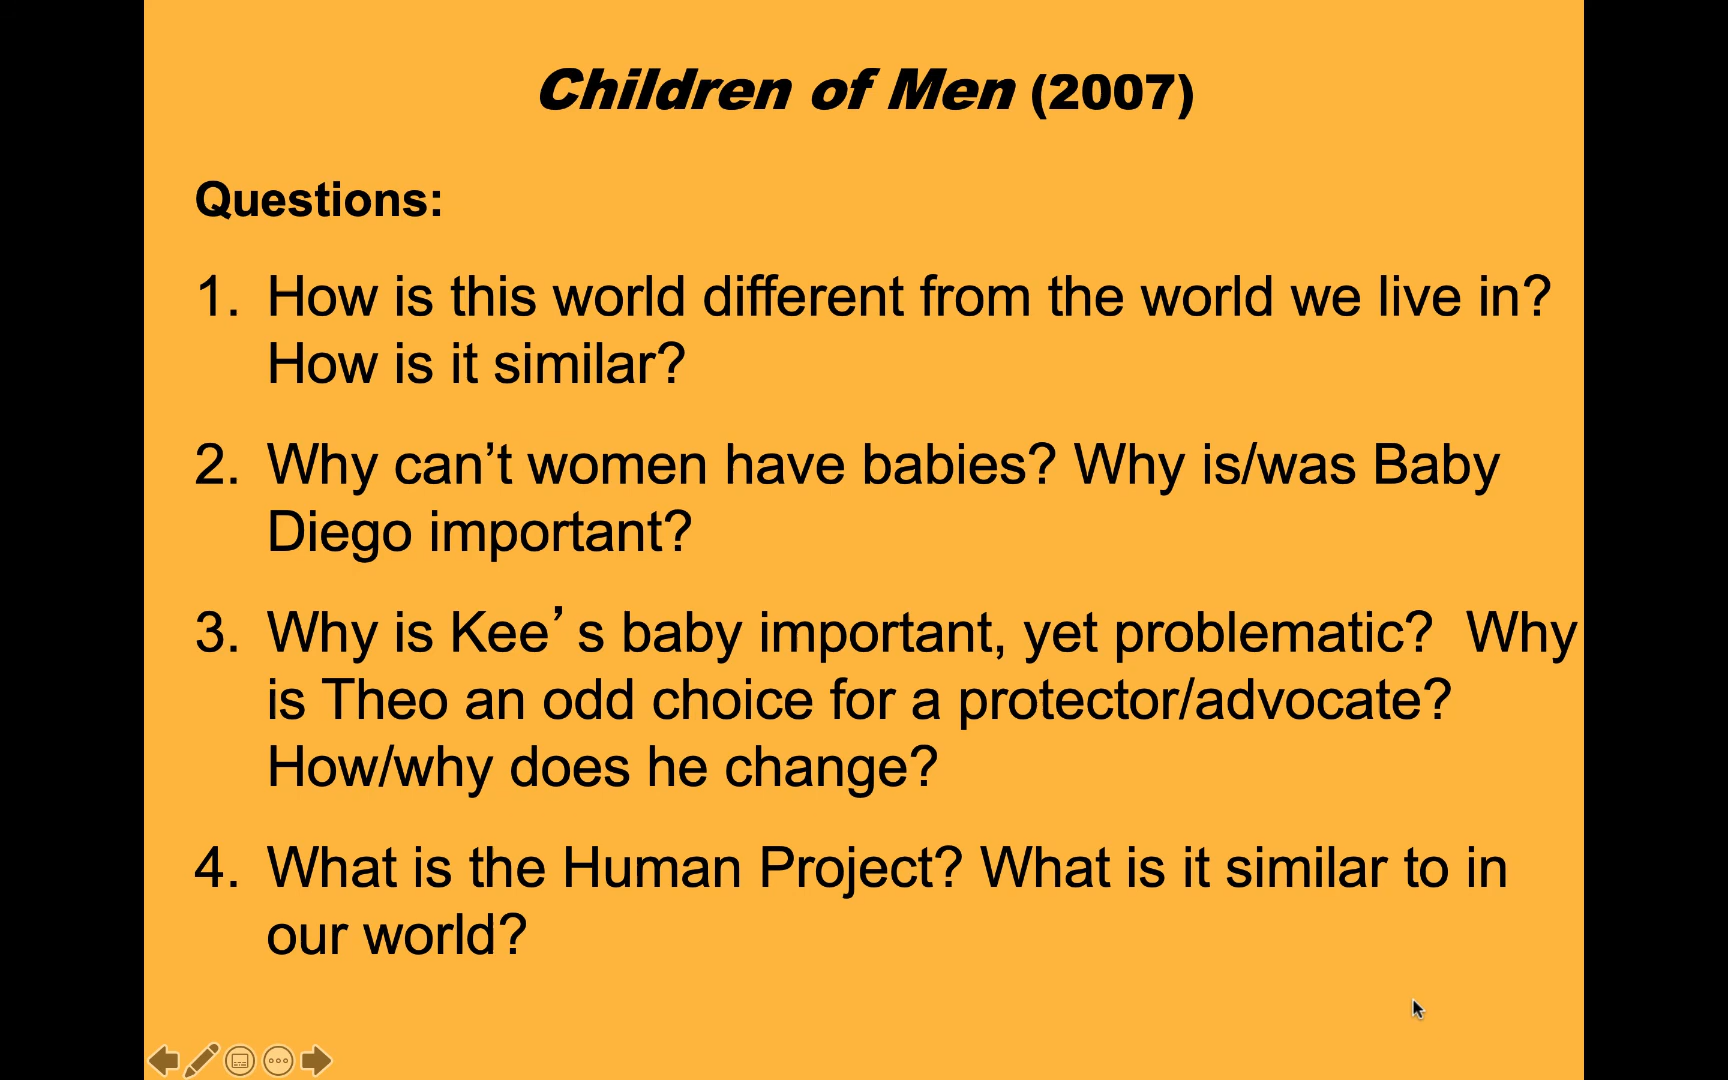 Children of Men (2007)
Questions:
1. How is this world different from the world we live in?
How is it similar?
2. Why can’t women have babies? Why is/was Baby
Diego important?
3. Why is Kee’s baby important, yet problematic?  Why
is Theo an odd choice for a protector/advocate?
How/why does he change?
4. What is the Human Project? What is it similar to in
our world?